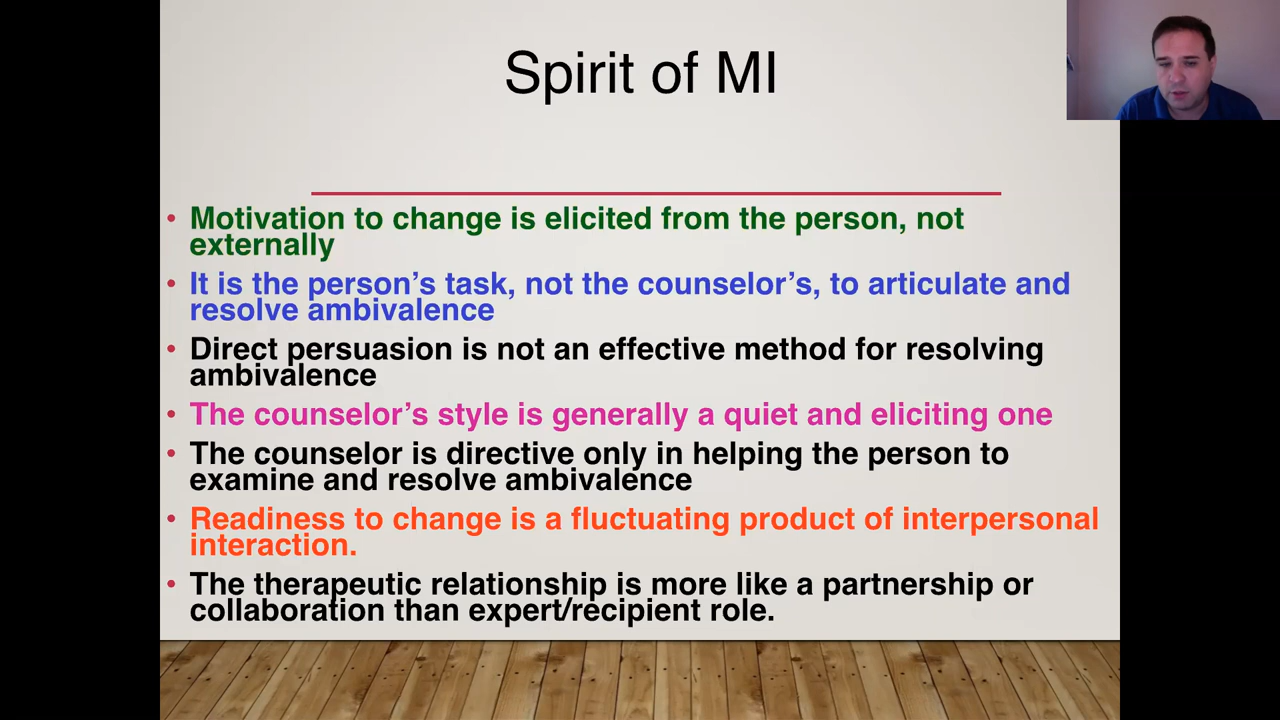 Spirit of MI
• Motivation to change is elicited from the person, not
externally
• It is the person’s task, not the counselor’s, to articulate and
resolve ambivalence
• Direct persuasion is not an effective method for resolving
ambivalence
• The counselor’s style is generally a quiet and eliciting one
• The counselor is directive only in helping the person to
examine and resolve ambivalence
• Readiness to change is a fluctuating product of interpersonal
interaction.
• The therapeutic relationship is more like a partnership or
collaboration than expert/recipient role.